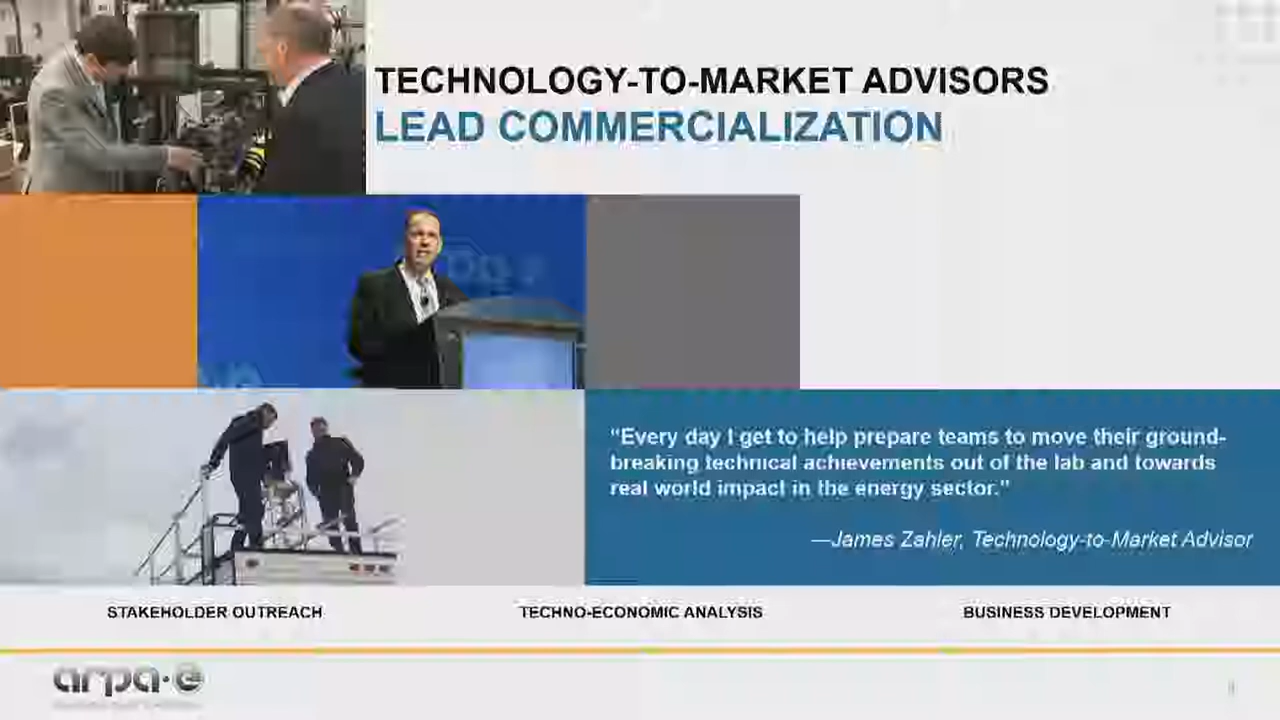 TECHNOLOGY-TO-MARKET ADVISORS
LEAD COMMERCIALIZATION
“Every day I get to help prepare teams to move their ground-
breaking technical achievements out of the lab and towards
real world impact in the energy sector.”
—James Zahler, Technology-to-Market Advisor
STAKEHOLDER OUTREACH
TECHNO-ECONOMIC ANALYSIS
BUSINESS DEVELOPMENT
arpa·e